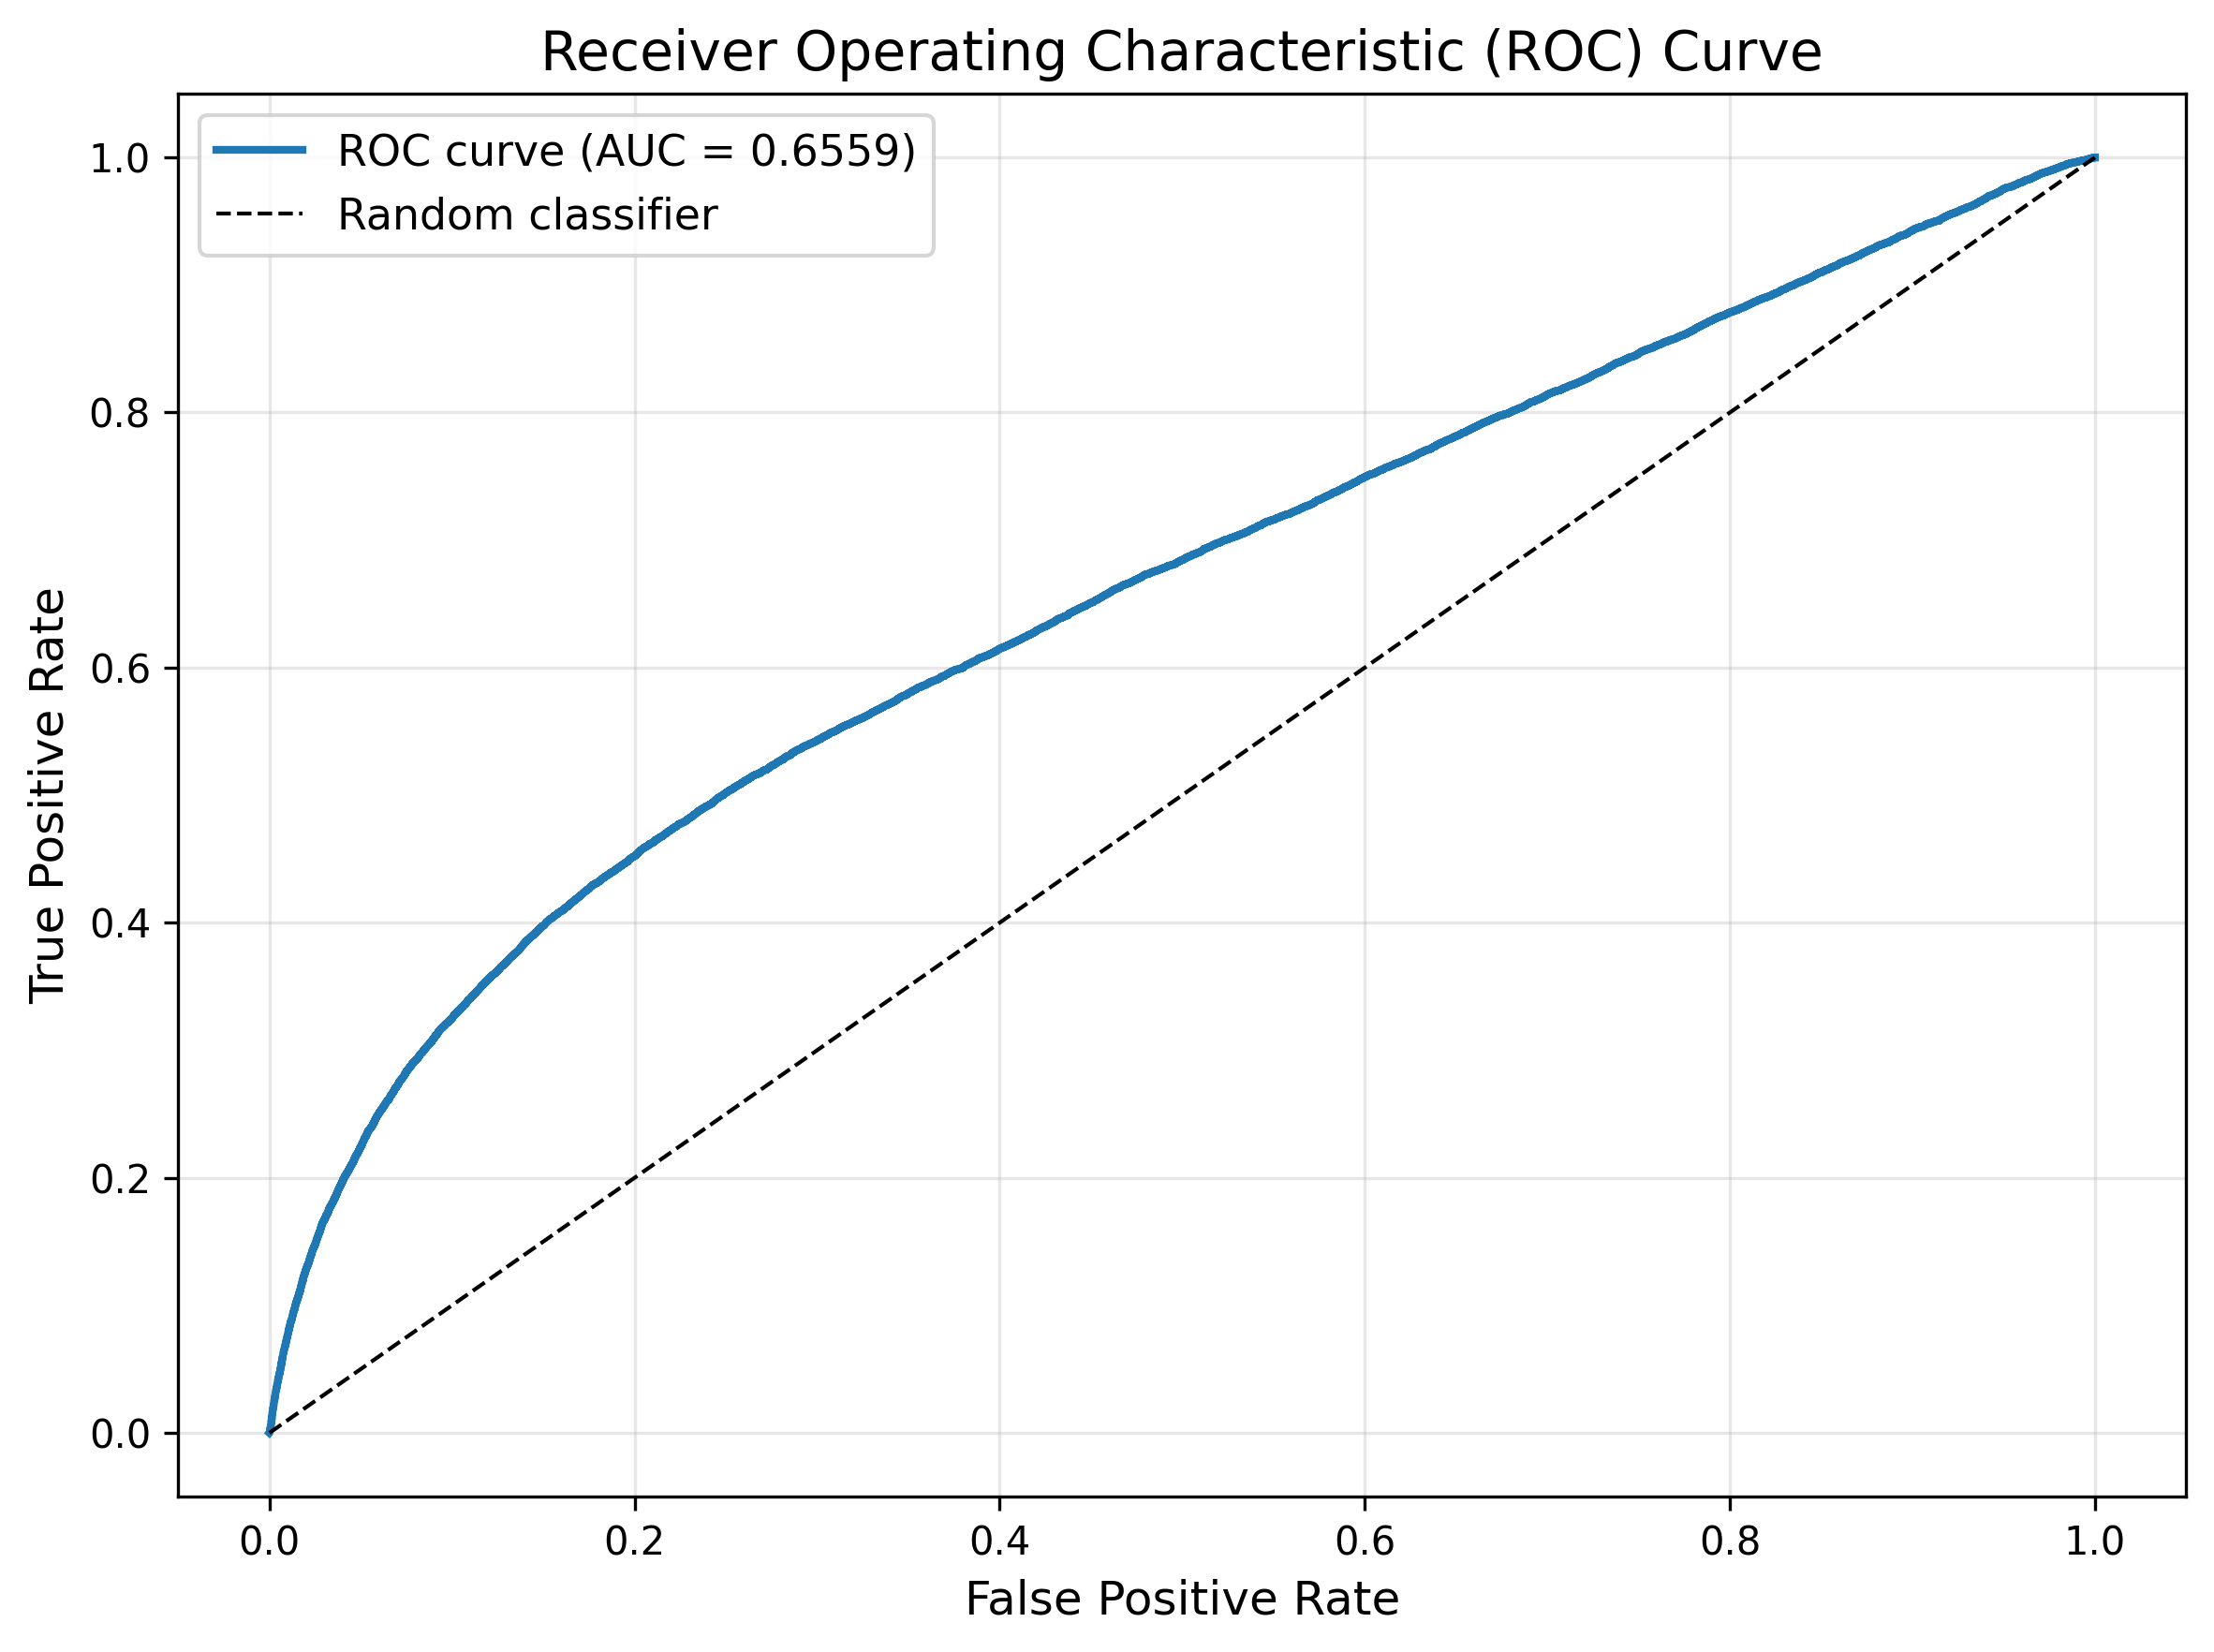 Receiver Operating Characteristic (ROC) Curve
ROC curve (AUC = 0.6559)
Random classifier
True Positive Rate
1.0
0.8
0.6
0.4
0.2
0.0
0.0 0.2 0.4 0.6 0.8 1.0
False Positive Rate